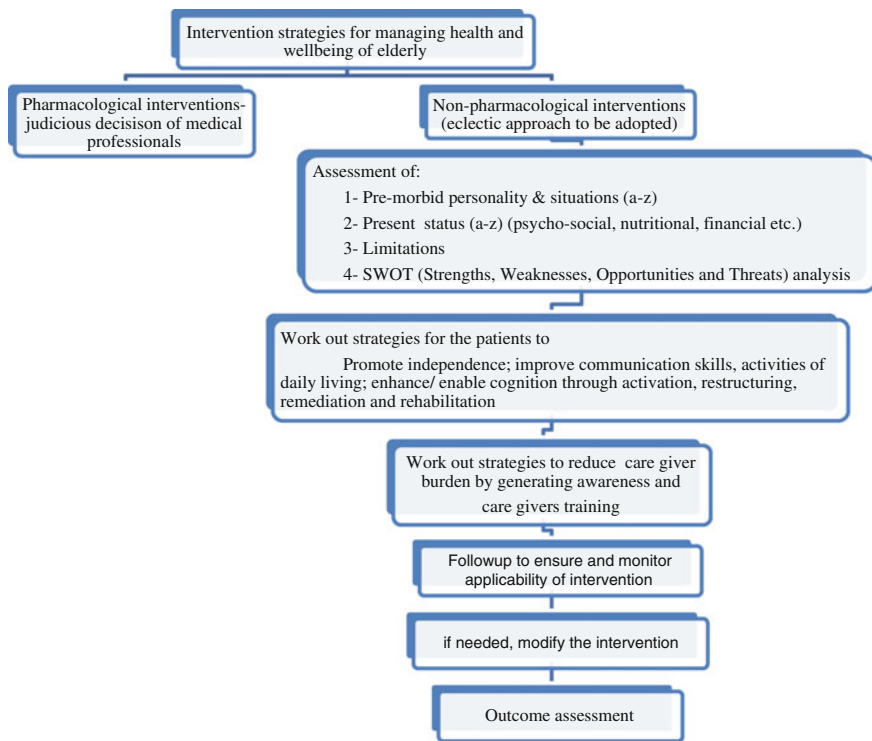 Intervention strategies for managing health and
wellbeing of elderly
Pharmacological interventions-
judicious decisison of medical
professionals
Non-pharmacological interventions
(eclectic approach to be adopted)
Assessment of:
1- Pre-morbid personality & situations (a-z)
2- Present status (a-z) (psycho-social, nutritional, financial etc.)
3- Limitations
4- SWOT (Strengths, Weaknesses, Opportunities and Threats) analysis
Work out strategies for the patients to
Promote independence; improve communication skills, activities of
daily living; enhance/ enable cognition through activation, restructuring,
remediation and rehabilitation
Work out strategies to reduce care giver
burden by generating awareness and
care givers training
Followup to ensure and monitor
applicability of intervention
if needed, modify the intervention
Outcome assessment